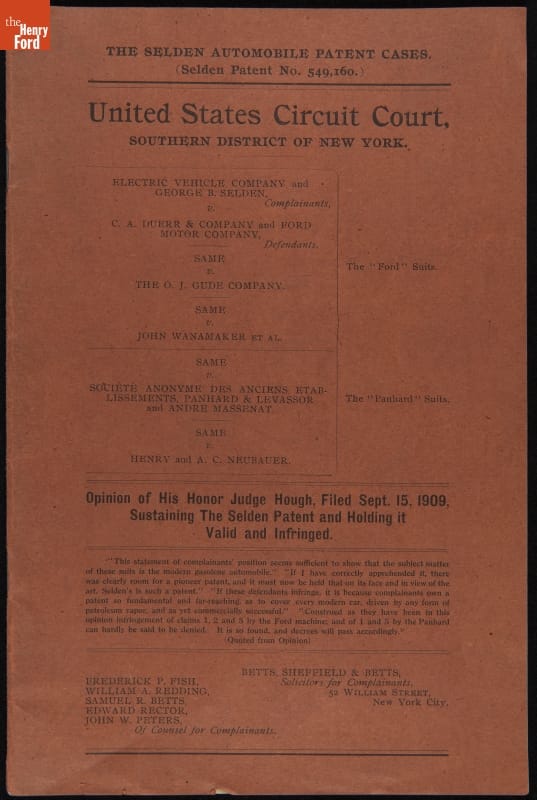 the
Henry
Ford
THE SELDEN AUTOMOBILE PATENT CASES.
(Selden Patent No. 549,160.)
United States Circuit Court,
SOUTHERN DISTRICT OF NEW YORK.
ELECTRIC VEHICLE COMPANY and
GEORGE B. SELDEN,
Complainants,
v.
C. A. DUERR & COMPANY and FORD
MOTOR COMPANY,
Defendants.
SAME
v.
THE O. J. GUDE COMPANY.
SAME
v.
JOHN WANAMAKER ET AL.
The "Ford" Suits.
SAME
v.
SOCIÉTÉ ANONYME DES ANCIENS ETAB-
LISSEMENTS, PANHARD & LEVASSOR
and ANDRE MASSENAT.
SAME
v.
HENRY and A. C. NEUBAUER.
The "Panhard" Suits.
Opinion of His Honor Judge Hough, Filed Sept. 15, 1909,
Sustaining The Selden Patent and Holding it
Valid and Infringed.
"This statement of complainants' position seems sufficient to show that the subject matter
of these suits is the modern gasolene automobile." "If I have correctly apprehended it, there
was clearly room for a pioneer patent, and it must now be held that on its face and in view of the
art, Selden's is such a patent." "If these defendants infringe, it is because complainants own a
patent so fundamental and far-reaching, as to cover every modern car, driven by any form of
petroleum vapor, and as yet commercially successful." "Construed as they have been in this
opinion infringement of claims 1, 2 and 5 by the Ford machine; and of 1 and 5 by the Panhard
can hardly be said to be denied. It is so found, and decrees will pass accordingly."
(Quoted from Opinion)
BETTS, SHEFFIELD & BETTS,
Solicitors for Complainants,
52 WILLIAM STREET,
New York City.
FREDERICK P. FISH,
WILLIAM A. REDDING,
SAMUEL R. BETTS,
EDWARD RECTOR,
JOHN W. PETERS,
Of Counsel for Complainants.